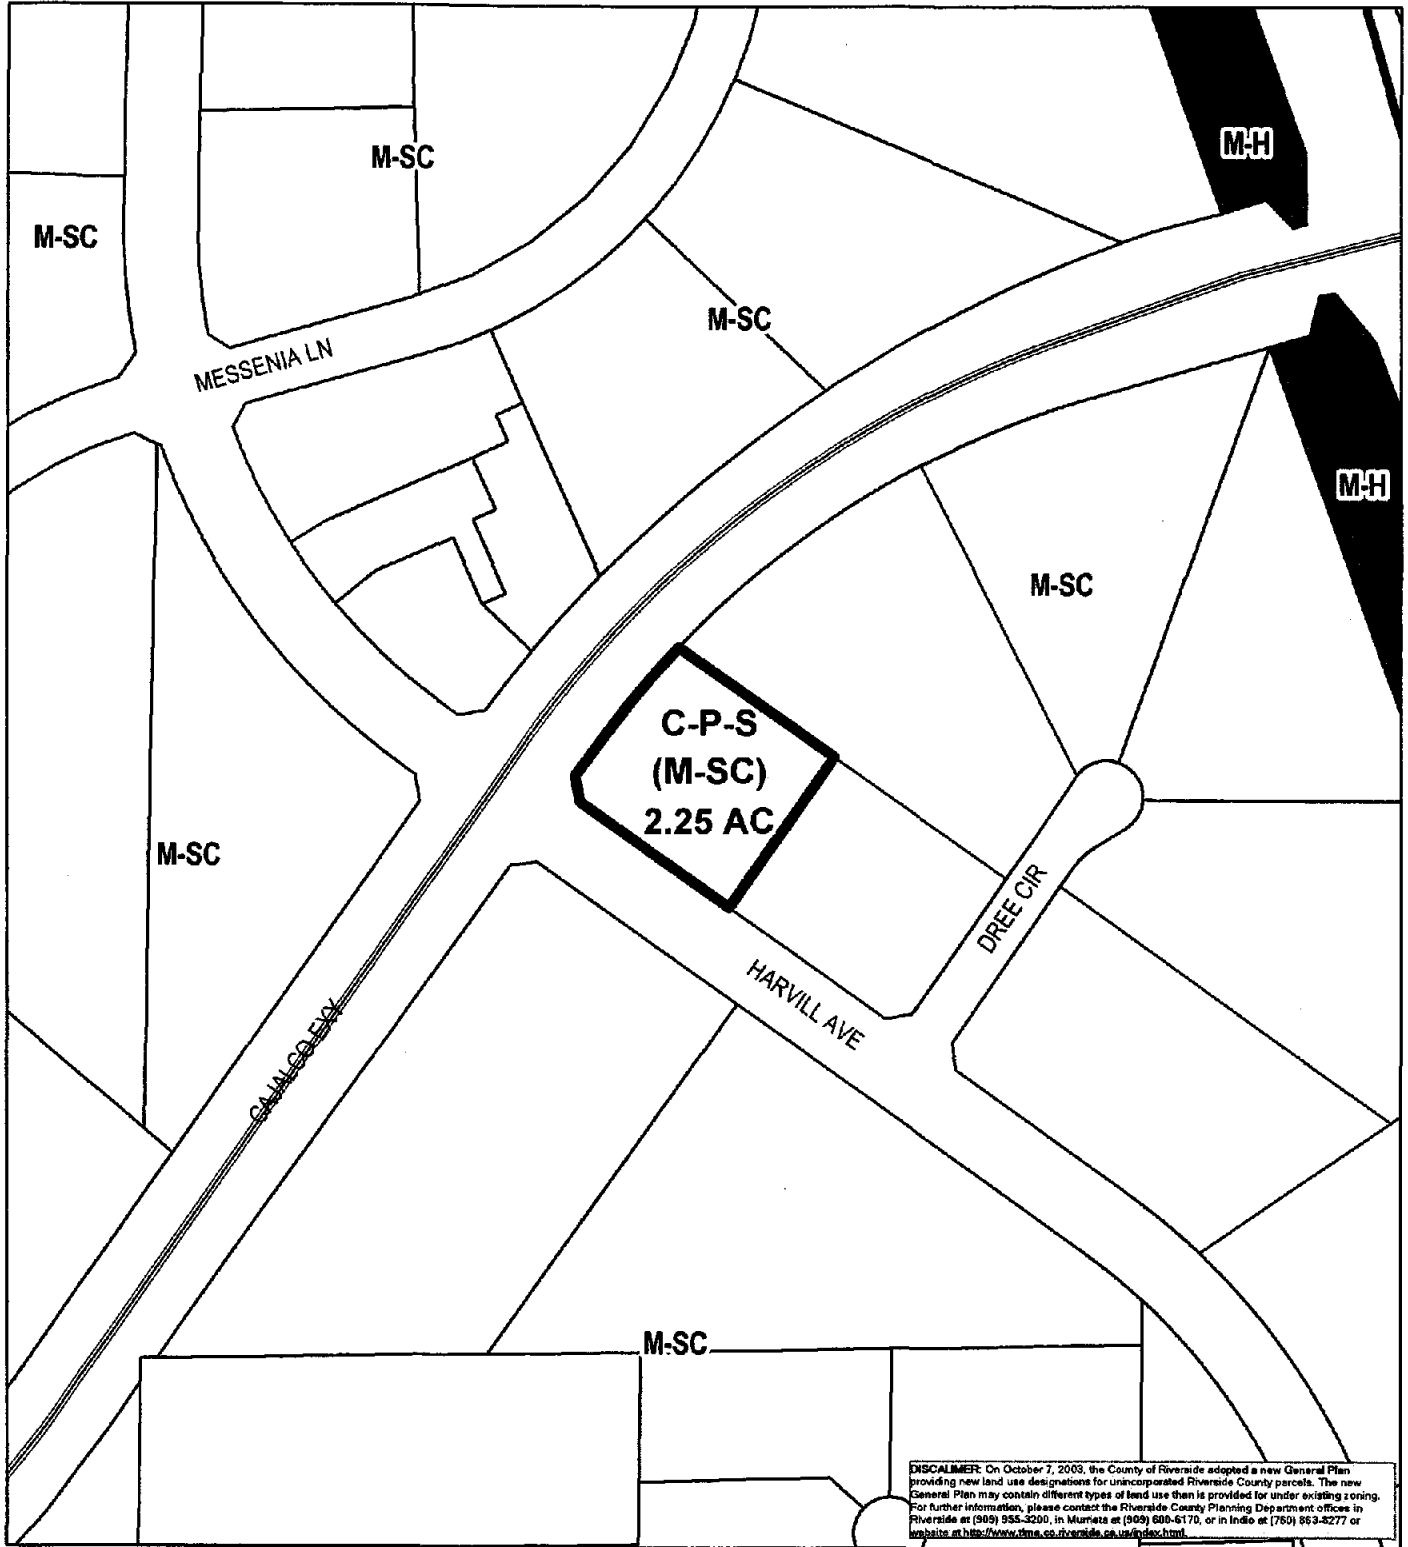 M-H
M-SC
M-SC
M-SC
MESSENIA LN
M-H
M-SC
C-P-S
(M-SC)
2.25 AC
M-SC
DREE CIR
HARVILL AVE
CAJALCO EXY
M-SC
DISCALIMER: On October 7, 2003, the County of Riverside adopted a new General Plan
providing new land use designations for unincorporated Riverside County parcels. The new
General Plan may contain different types of land use than is provided for under existing zoning.
For further information, please contact the Riverside County Planning Department offices in
Riverside at (909) 955-3200, in Murrieta at (909) 600-6170, or in Indio at (760) 863-8277 or
website at http://www.tlma.co.riverside.ca.us/index.html.